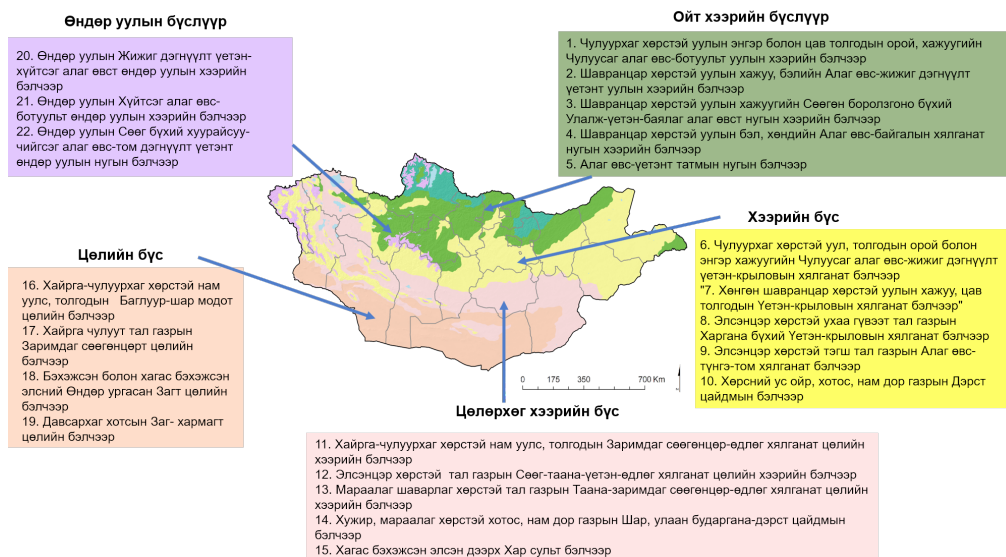 Өндөр уулын бүслүүр
20. Өндөр уулын Жижиг дэгнүүлт үетэн-
хүйтсэг алаг өвст өндөр уулын хээрийн
бэлчээр
21. Өндөр уулын Хүйтсэг алаг өвс-
ботуульт өндөр уулын хээрийн бэлчээр
22. Өндөр уулын Сөөг бүхий хуурайсуу-
чийгсэг алаг өвс-том дэгнүүлт үетэнт
өндөр уулын нугын бэлчээр
Ойт хээрийн бүслүүр
1. Чулуурхаг хөрстэй уулын энгэр болон цав толгодын орой, хажуугийн
Чулуусаг алаг өвс-ботуульт уулын хээрийн бэлчээр
2. Шавранцар хөрстэй уулын хажуу, бэлийн Алаг өвс-жижиг дэгнүүлт
үетэнт уулын хээрийн бэлчээр
3. Шавранцар хөрстэй уулын хажуугийн Сөөгөн боролзгоно бүхий
Улалж-үетэн-баялаг алаг өвст нугын хээрийн бэлчээр
4. Шавранцар хөрстэй уулын бэл, хөндийн Алаг өвс-байгалын хялганат
нугын хээрийн бэлчээр
5. Алаг өвс-үетэнт татмын нугын бэлчээр
Хээрийн бүс
6. Чулуурхаг хөрстэй уул, толгодын орой болон
энгэр хажуугийн Чулуусаг алаг өвс-жижиг дэгнүүлт
үетэн-крыловын хялганат бэлчээр
"7. Хөнгөн шавранцар хөрстэй уулын хажуу, цав
толгодын Үетэн-крыловын хялганат бэлчээр"
8. Элсэнцэр хөрстэй ухаа гүвээт тал газрын
Харгана бүхий Үетэн-крыловын хялганат бэлчээр
9. Элсэнцэр хөрстэй тэгш тал газрын Алаг өвс-
түнгэ-том хялганат бэлчээр
10. Хөрсний ус ойр, хотос, нам дор газрын Дэрст
цайдмын бэлчээр
Цөлийн бүс
16. Хайрга-чулуурхаг хөрстэй нам
уулс, толгодын Баглуур-шар модот
цөлийн бэлчээр
17. Хайрга чулуут тал газрын
Заримдаг сөөгөнцөрт цөлийн
бэлчээр
18. Бэхэжсэн болон хагас бэхэжсэн
элсний Өндөр ургасан Загт цөлийн
бэлчээр
19. Давсархаг хотсын Заг- хармагт
цөлийн бэлчээр
0 175 350 700 Km
Цөлөрхөг хээрийн бүс
11. Хайрга-чулуурхаг хөрстэй нам уулс, толгодын Заримдаг сөөгөнцөр-өдлөг хялганат цөлийн
хээрийн бэлчээр
12. Элсэнцэр хөрстэй тал газрын Сөөг-таана-үетэн-өдлөг хялганат цөлийн хээрийн бэлчээр
13. Мараалаг шаварлаг хөрстэй тал газрын Таана-заримдаг сөөгөнцөр-өдлөг хялганат цөлийн
хээрийн бэлчээр
14. Хужир, мараалаг хөрстэй хотос, нам дор газрын Шар, улаан бударгана-дэрст цайдмын
бэлчээр
15. Хагас бэхэжсэн элсэн дээрх Хар сульт бэлчээр